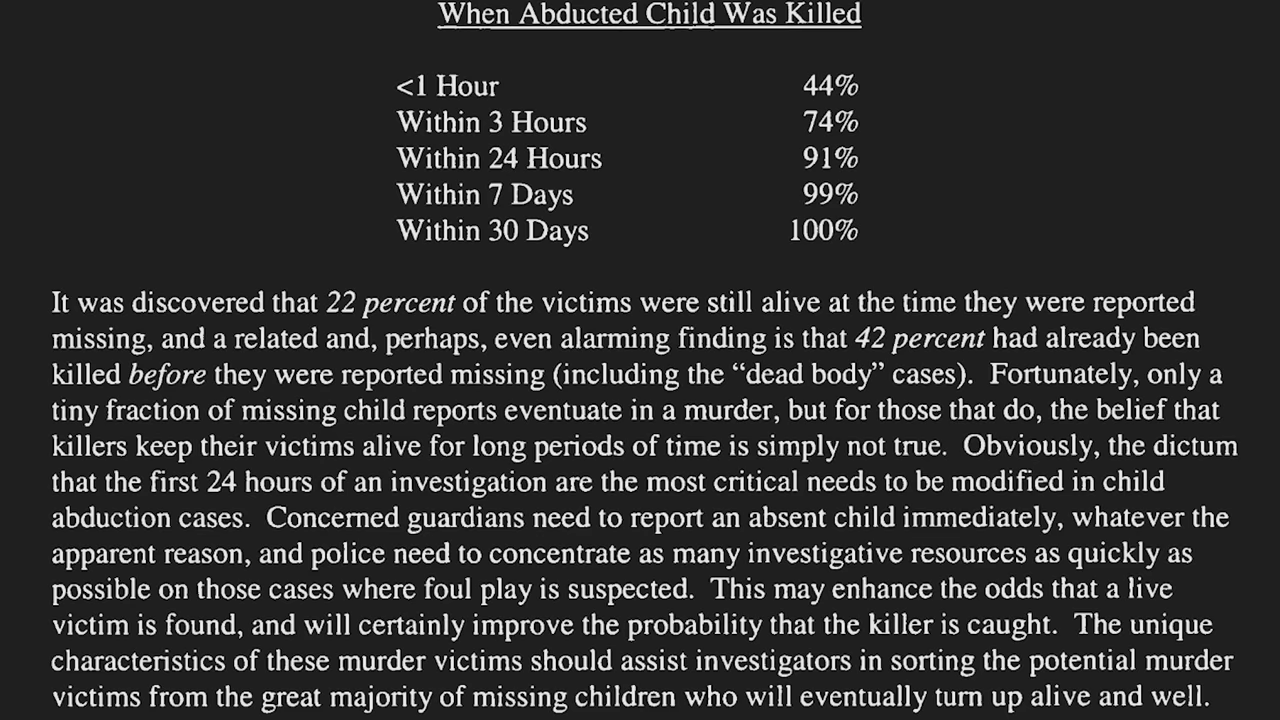 When Abducted Child Was Killed
<1 Hour 44%
Within 3 Hours 74%
Within 24 Hours 91%
Within 7 Days 99%
Within 30 Days 100%
It was discovered that 22 percent of the victims were still alive at the time they were reported
missing, and a related and, perhaps, even alarming finding is that 42 percent had already been
killed before they were reported missing (including the “dead body” cases). Fortunately, only a
tiny fraction of missing child reports eventuate in a murder, but for those that do, the belief that
killers keep their victims alive for long periods of time is simply not true. Obviously, the dictum
that the first 24 hours of an investigation are the most critical needs to be modified in child
abduction cases. Concerned guardians need to report an absent child immediately, whatever the
apparent reason, and police need to concentrate as many investigative resources as quickly as
possible on those cases where foul play is suspected. This may enhance the odds that a live
victim is found, and will certainly improve the probability that the killer is caught. The unique
characteristics of these murder victims should assist investigators in sorting the potential murder
victims from the great majority of missing children who will eventually turn up alive and well.